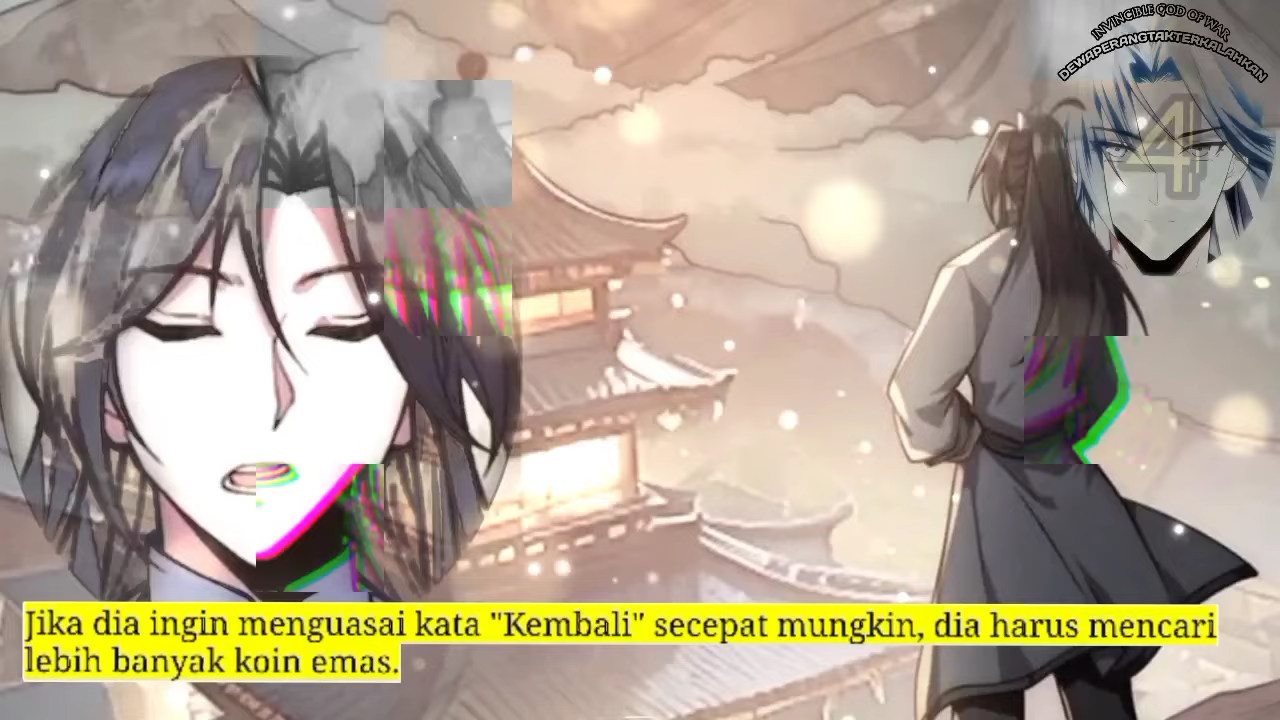 INVINCIBLE GOD OF WAR
DEWAPERANGTAKTERKALAHKAN
4
Jika dia ingin menguasai kata "Kembali" secepat mungkin, dia harus mencari
lebih banyak koin emas.